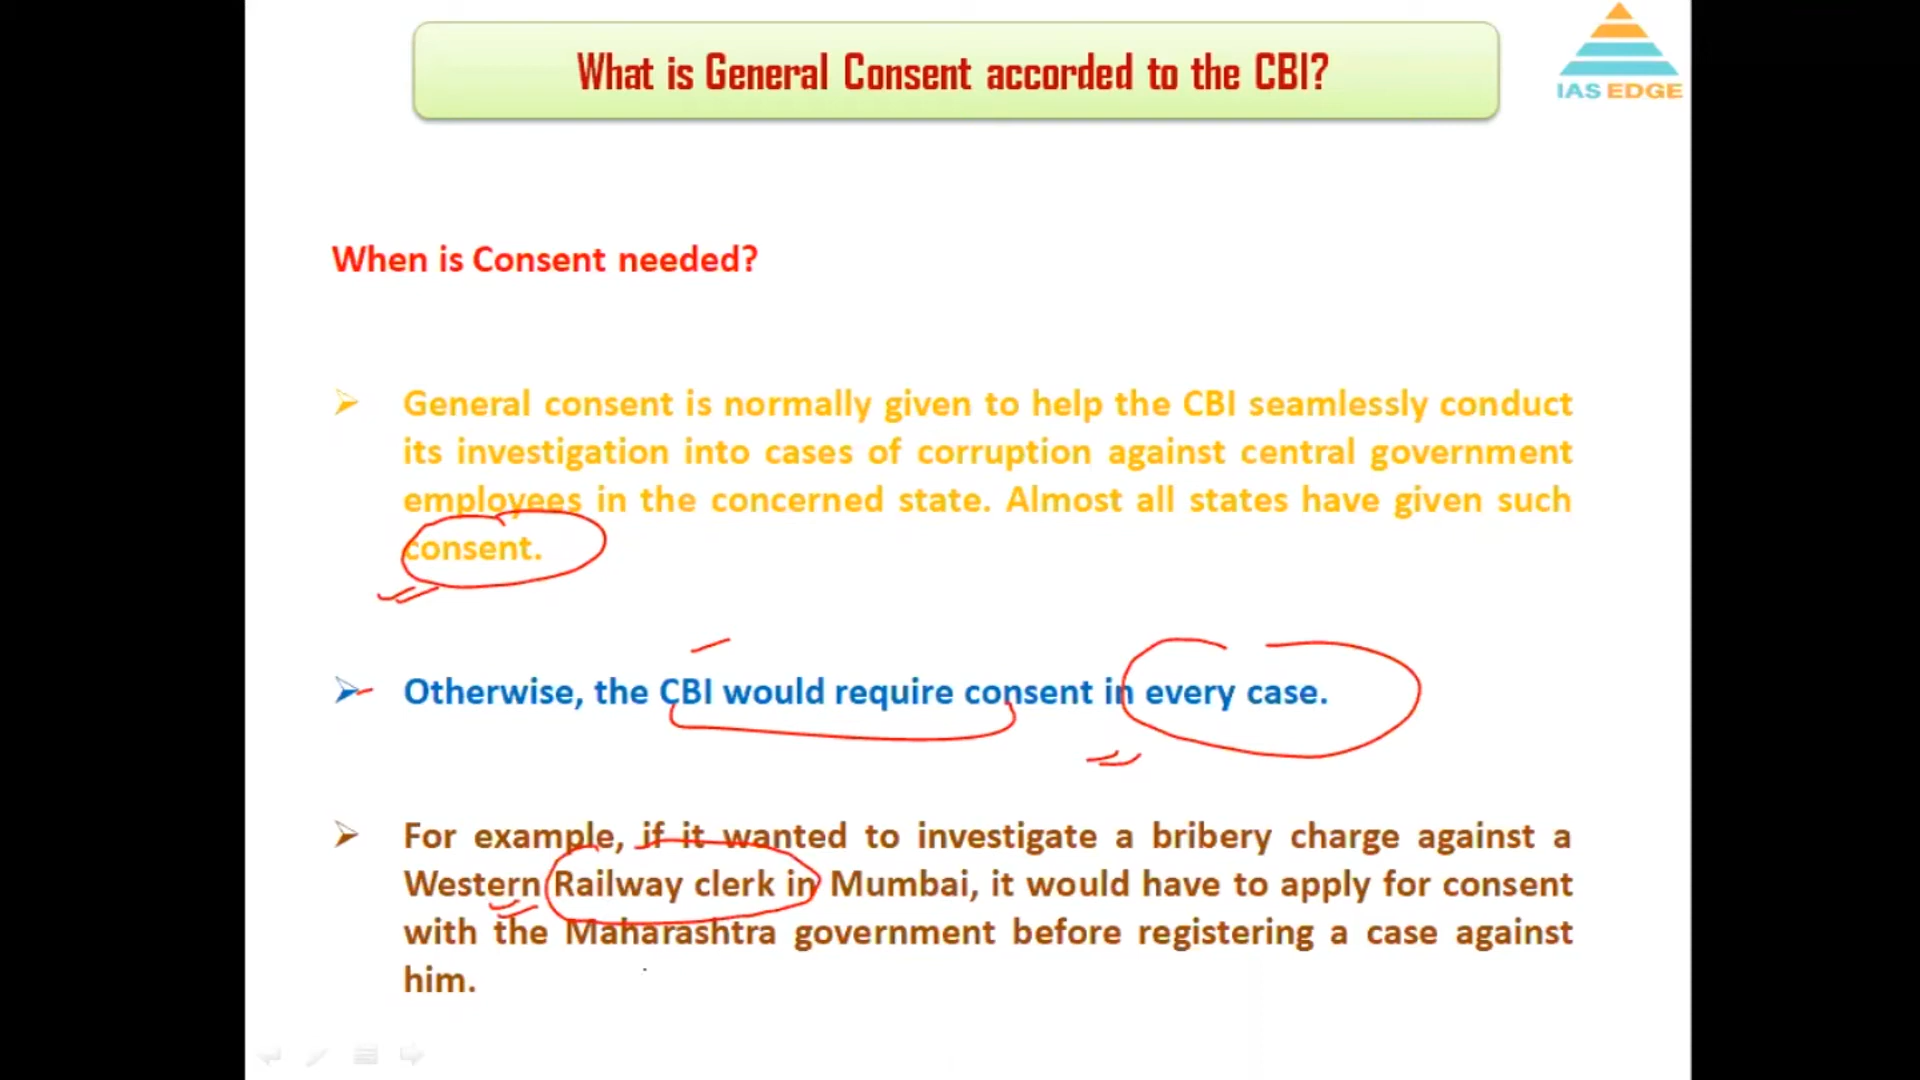 What is General Consent accorded to the CBI?
IAS EDGE
When is Consent needed?
General consent is normally given to help the CBI seamlessly conduct
its investigation into cases of corruption against central government
employees in the concerned state. Almost all states have given such
consent.
Otherwise, the CBI would require consent in every case.
For example, if it wanted to investigate a bribery charge against a
Western Railway clerk in Mumbai, it would have to apply for consent
with the Maharashtra government before registering a case against
him.